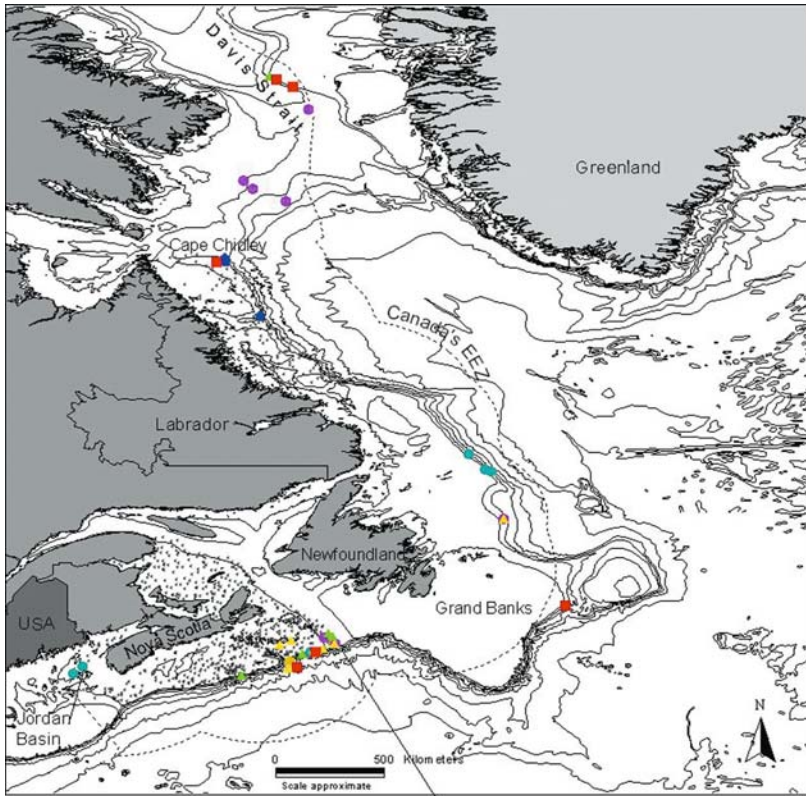 Davis Strait
Greenland
Cape Chidley
Canada's EEZ
Labrador
Newfoundland
Grand Banks
USA
Nova Scotia
Jordan
Basin
N
0 500 Kilometers
Scale approximate